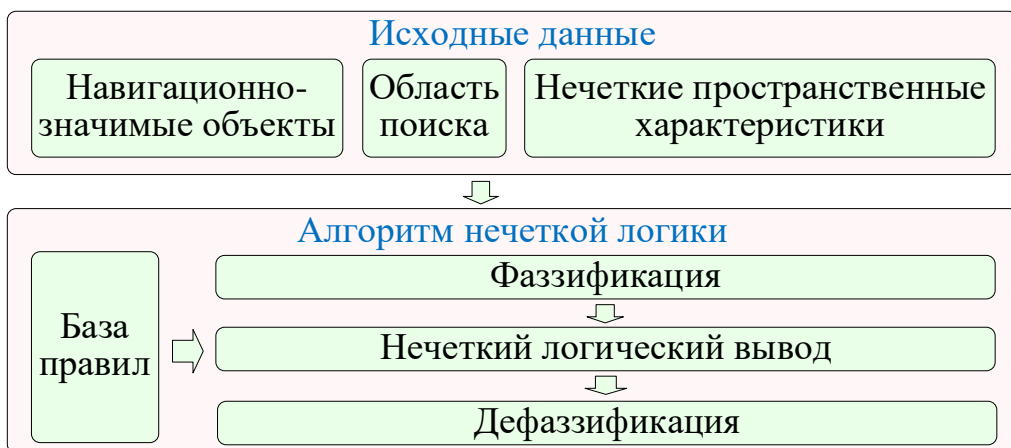 Исходные данные
Навигационно-
значимые объекты
Область
поиска
Нечеткие пространственные
характеристики
Алгоритм нечеткой логики
База
правил
Фаззификация
Нечеткий логический вывод
Дефаззификация